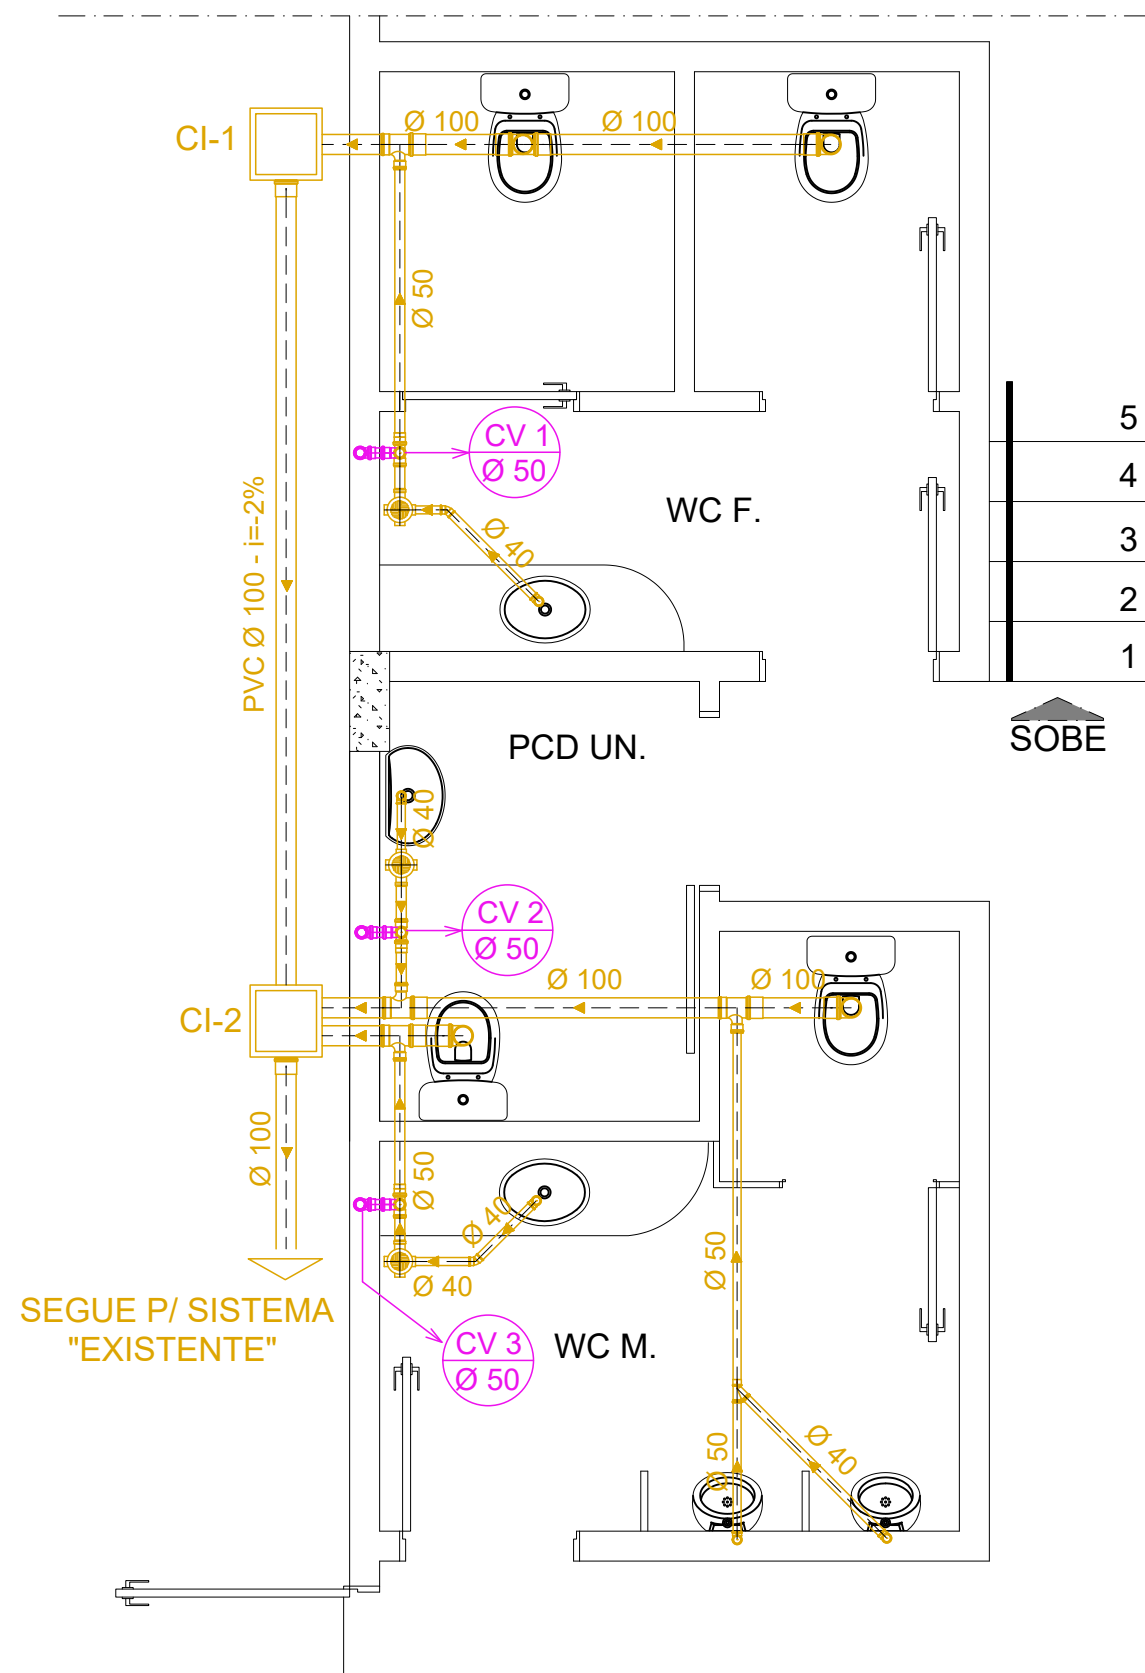 Ø 100
Ø 100
CI-1
Ø 50
CV 1
Ø 50
5
4
3
2
1
WC F.
Ø 40
PVC Ø 100 - i=-2%
SOBE
PCD UN.
Ø 40
CV 2
Ø 50
Ø 100
Ø 100
CI-2
Ø 100
Ø 50
Ø 40
Ø 40
Ø 50
SEGUE P/ SISTEMA
"EXISTENTE"
CV 3
Ø 50
WC M.
Ø 50
Ø 40